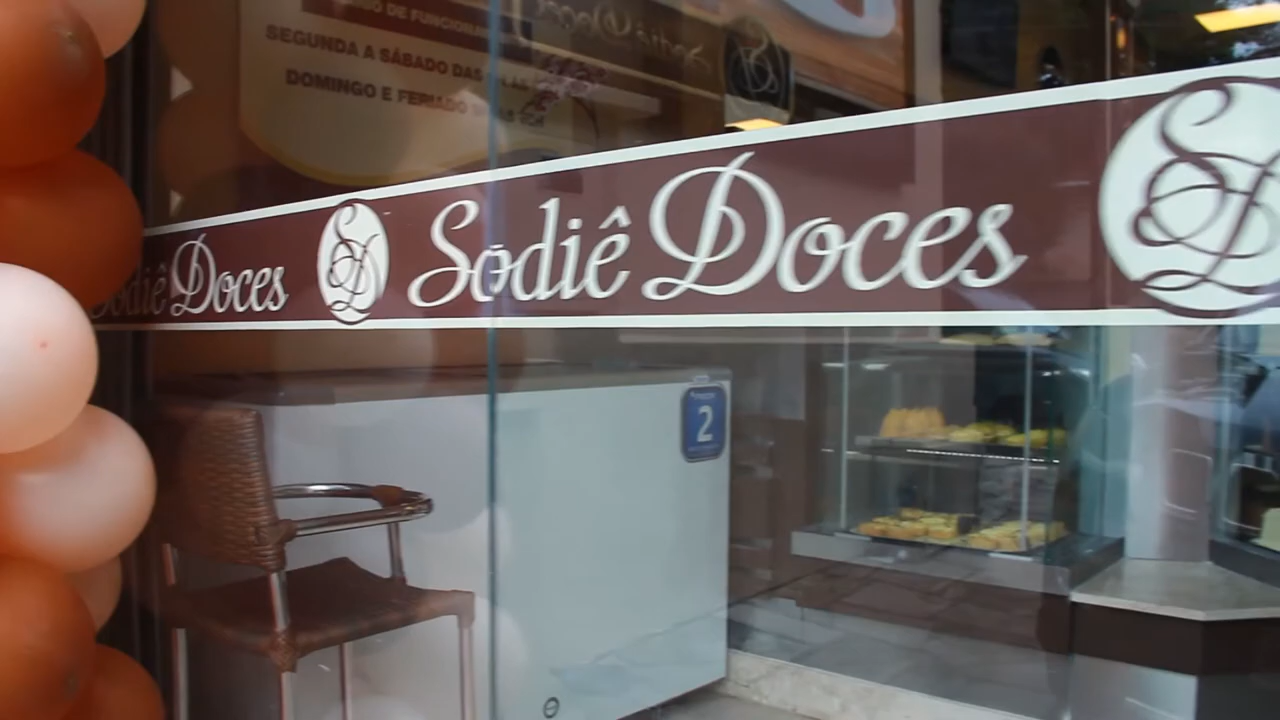 SEGUNDA A SÁBADO DAS
DOMINGO E FERIADO
Sodiê Doces
Sodiê Doces
2